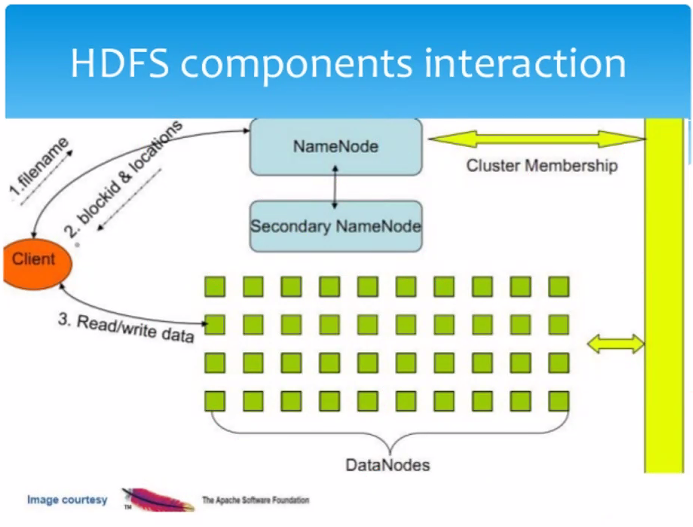 HDFS components interaction
1.filename
2. blockid & locations
NameNode
Cluster Membership
Secondary NameNode
Client
3. Read/write data
DataNodes
Image courtesy
TM
The Apache Software Foundation